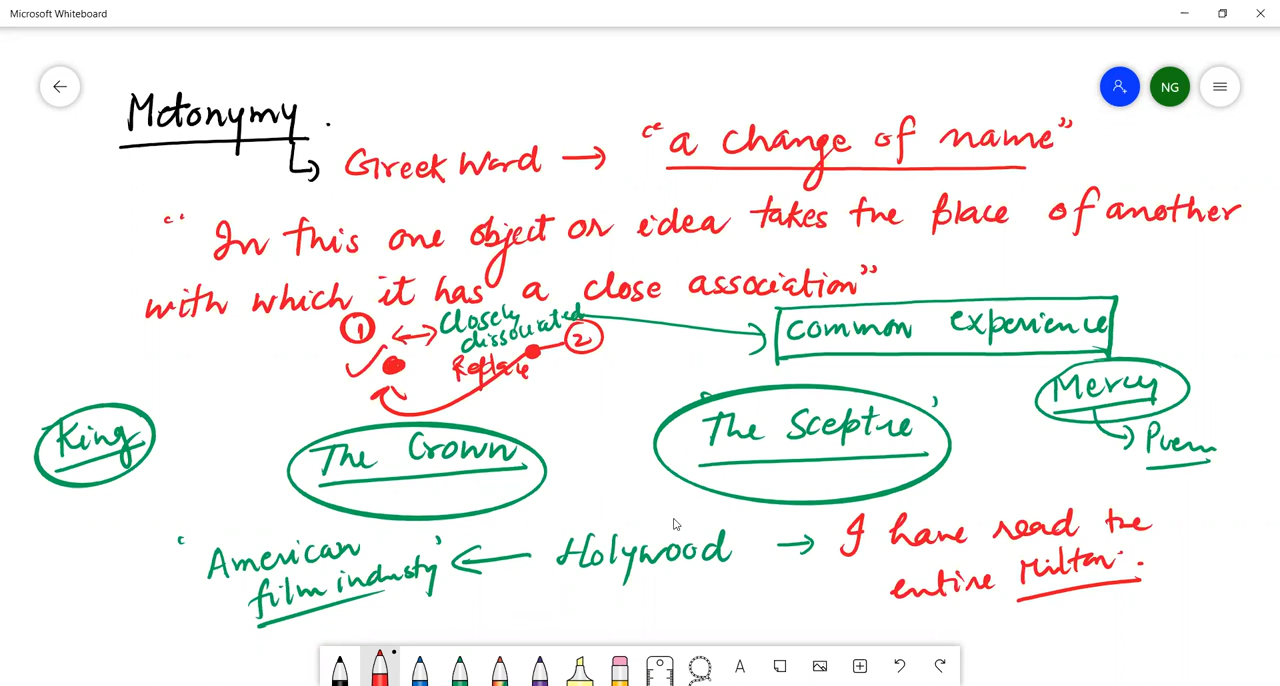 Microsoft Whiteboard
NG
Metonymy.
Greek Word → "a change of name"
"In this one object or idea takes the place of another
with which it has a close association"
① ↔ Closely
dissociated
Replace
②
common experience
Mercy
Poem
King
The Crown
'The Sceptre'
'American
film industy'
← Holywood → I have read the
entire Milton.
A